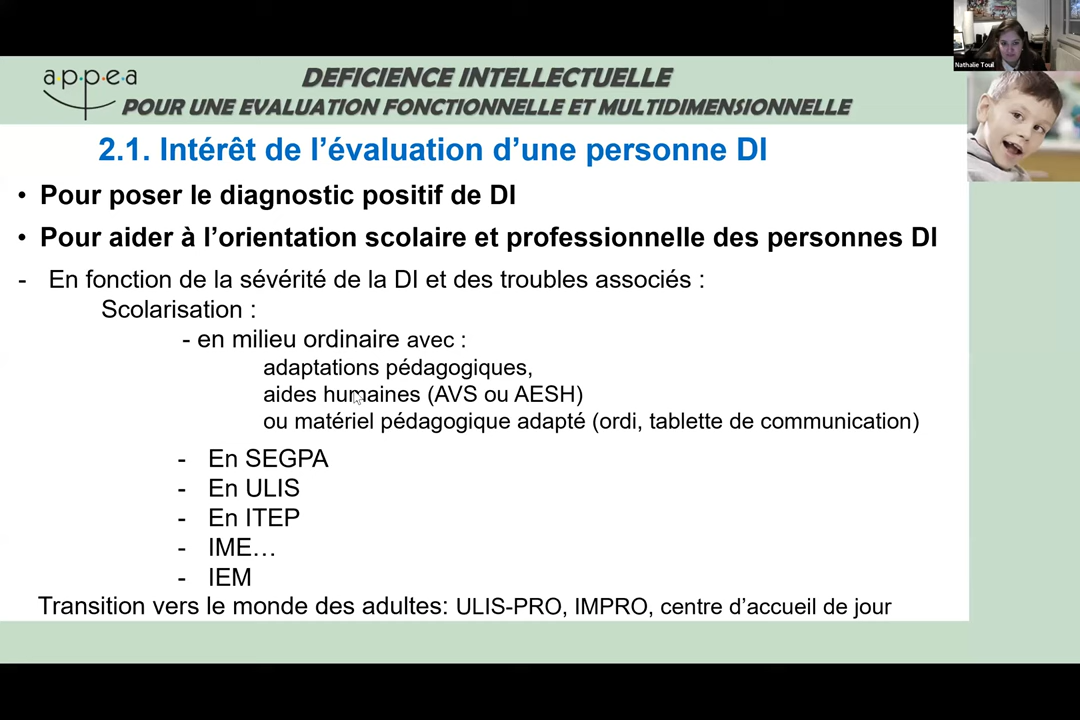 a·p·p·e·a
DEFICIENCE INTELLECTUELLE
POUR UNE EVALUATION FONCTIONNELLE ET MULTIDIMENSIONNELLE
Nathalie Touil
2.1. Intérêt de l’évaluation d’une personne DI
• Pour poser le diagnostic positif de DI
• Pour aider à l’orientation scolaire et professionnelle des personnes DI
- En fonction de la sévérité de la DI et des troubles associés :
Scolarisation :
- en milieu ordinaire avec :
adaptations pédagogiques,
aides humaines (AVS ou AESH)
ou matériel pédagogique adapté (ordi, tablette de communication)
- En SEGPA
- En ULIS
- En ITEP
- IME…
- IEM
Transition vers le monde des adultes: ULIS-PRO, IMPRO, centre d’accueil de jour